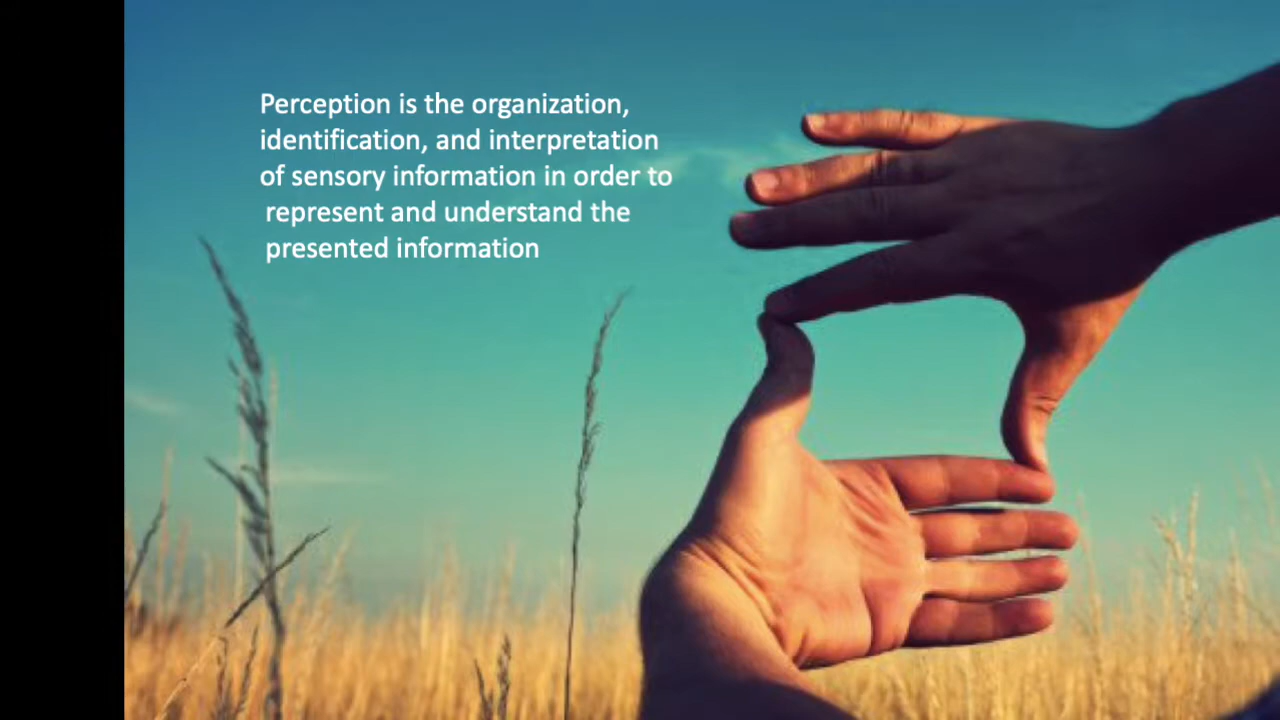 Perception is the organization,
identification, and interpretation
of sensory information in order to
represent and understand the
presented information